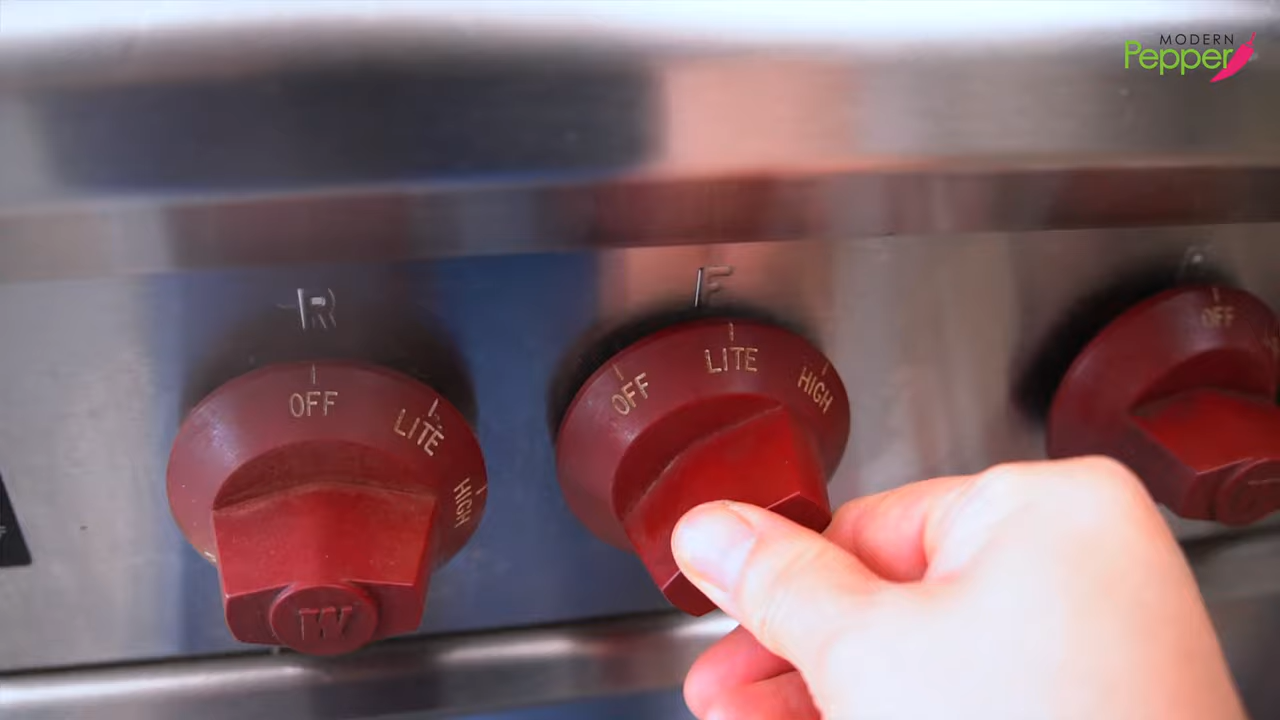 MODERN
Pepper
R
F
OFF
LITE
HIGH
W
OFF
LITE
HIGH
OFF